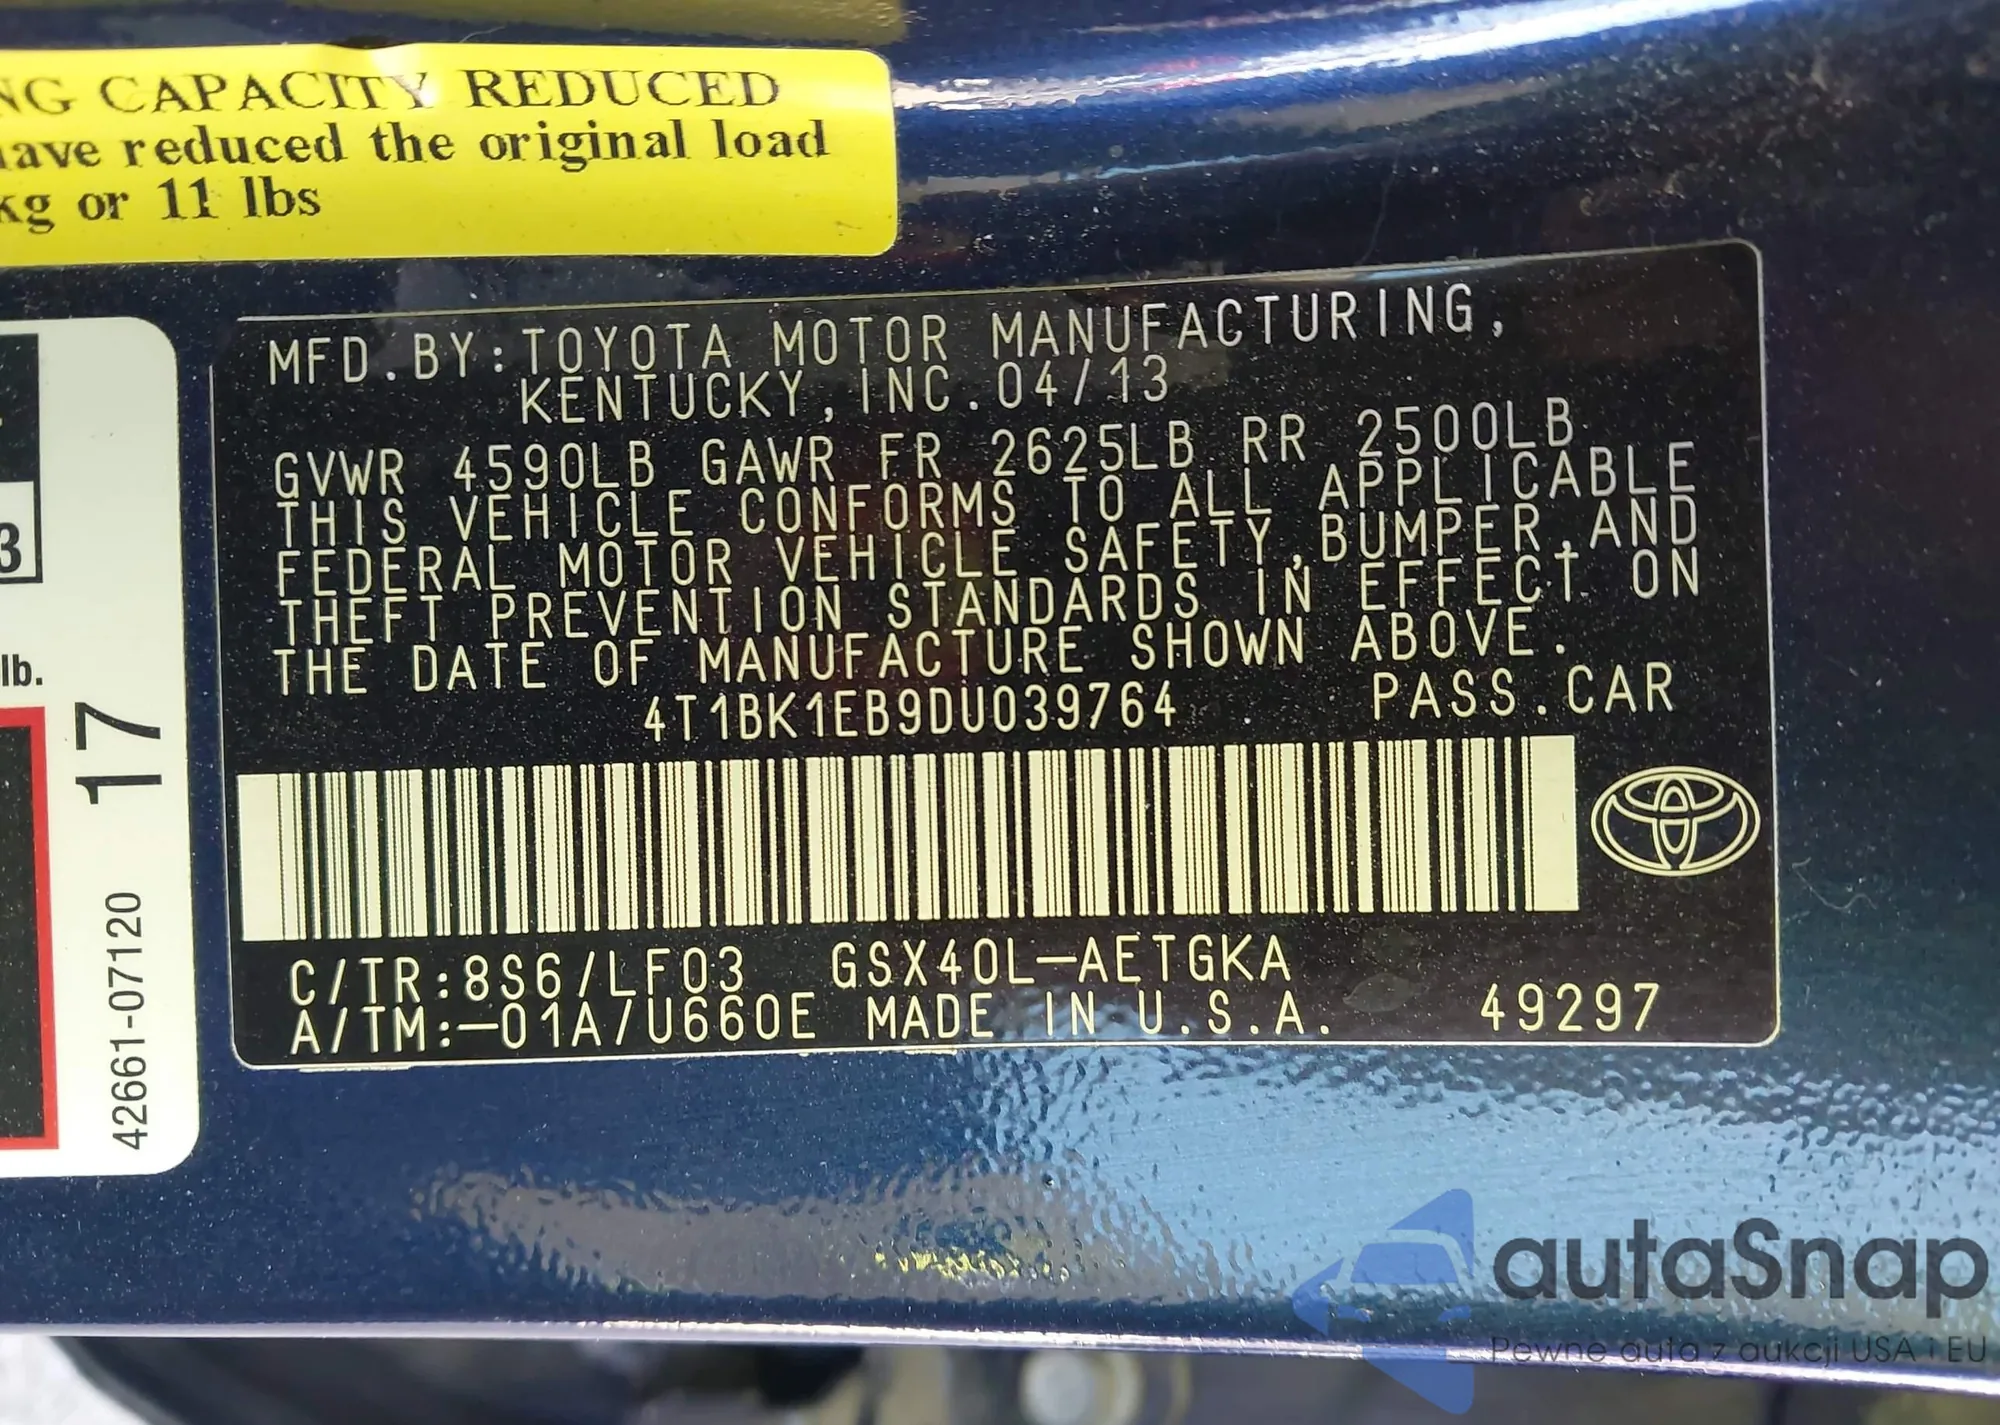 NG CAPACITY REDUCED
have reduced the original load
kg or 11 lbs
3
lb.
17
42661-07120
MFD.BY:TOYOTA MOTOR MANUFACTURING,
KENTUCKY,INC.04/13
GVWR 4590LB GAWR FR 2625LB RR 2500LB
THIS VEHICLE CONFORMS TO ALL APPLICABLE
FEDERAL MOTOR VEHICLE SAFETY,BUMPER,AND
THEFT PREVENTION STANDARDS IN EFFECT ON
THE DATE OF MANUFACTURE SHOWN ABOVE.
4T1BK1EB9DU039764 PASS.CAR
C/TR:8S6/LF03 GSX40L-AETGKA
A/TM:-01A/U660E MADE IN U.S.A. 49297
autaSnap
Pewne auta z aukcji USA i EU